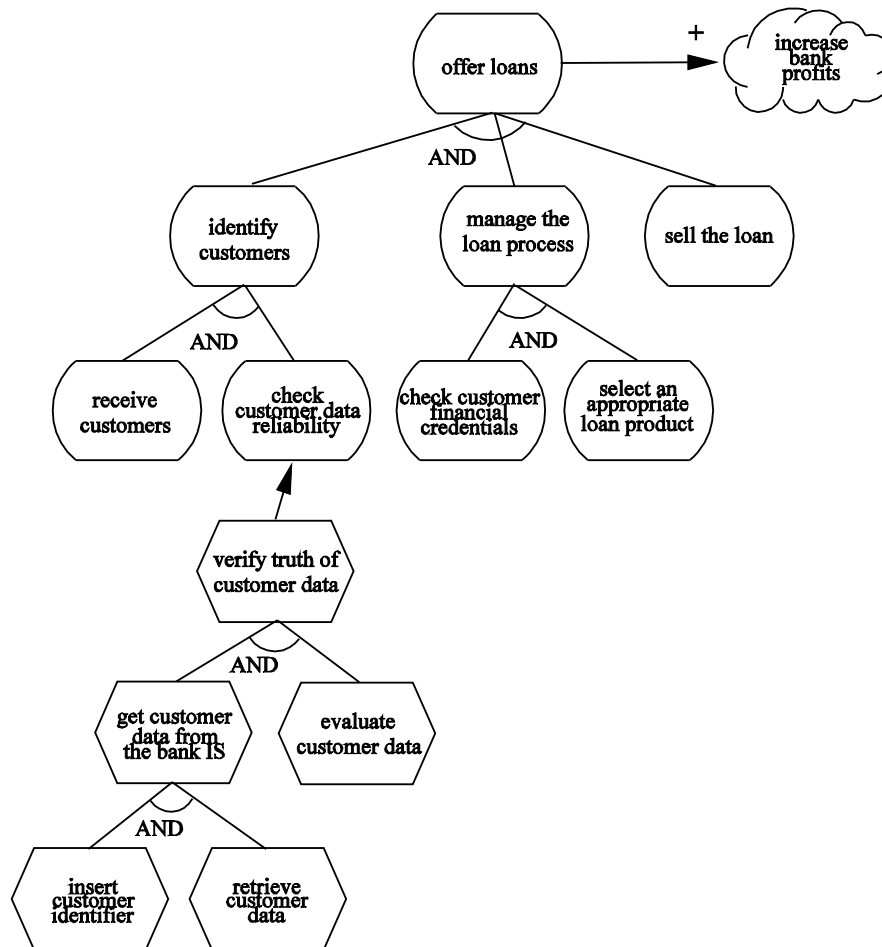 offer loans
+
increase
bank
profits
AND
identify
customers
manage the
loan process
sell the loan
AND
AND
receive
customers
check
customer data
reliability
check customer
financial
credentials
select an
appropriate
loan product
verify truth of
customer data
AND
get customer
data from
the bank IS
evaluate
customer data
AND
insert
customer
identifier
retrieve
customer
data